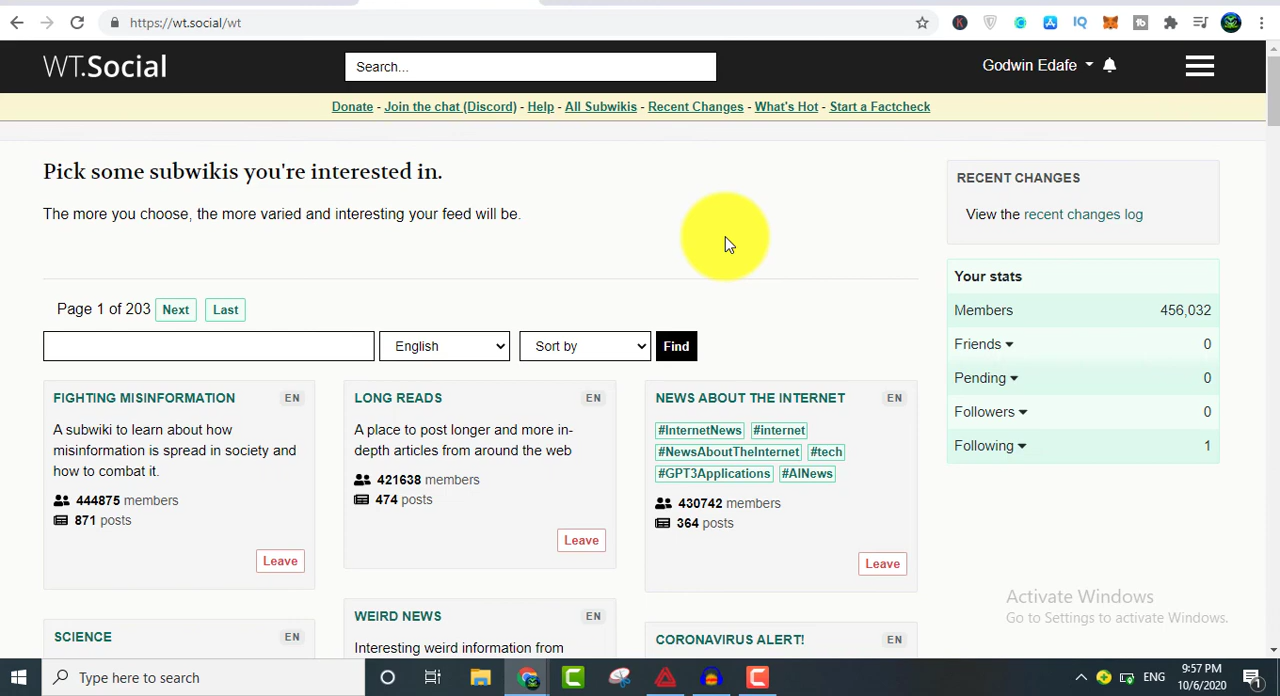 https://wt.social/wt
WT.Social
Search...
Godwin Edafe
Donate - Join the chat (Discord) - Help - All Subwikis - Recent Changes - What's Hot - Start a Factcheck
Pick some subwikis you're interested in.
The more you choose, the more varied and interesting your feed will be.
Page 1 of 203 Next Last
English Sort by Find
FIGHTING MISINFORMATION EN
A subwiki to learn about how
misinformation is spread in society and
how to combat it.
444875 members
871 posts
Leave
LONG READS EN
A place to post longer and more in-
depth articles from around the web
421638 members
474 posts
Leave
NEWS ABOUT THE INTERNET EN
#InternetNews #internet
#NewsAboutTheInternet #tech
#GPT3Applications #AINews
430742 members
364 posts
Leave
SCIENCE EN
WEIRD NEWS EN
Interesting weird information from
CORONAVIRUS ALERT! EN
RECENT CHANGES
View the recent changes log
Your stats
Members 456,032
Friends 0
Pending 0
Followers 0
Following 1
Activate Windows
Go to Settings to activate Windows.
Type here to search
ENG
9:57 PM
10/6/2020